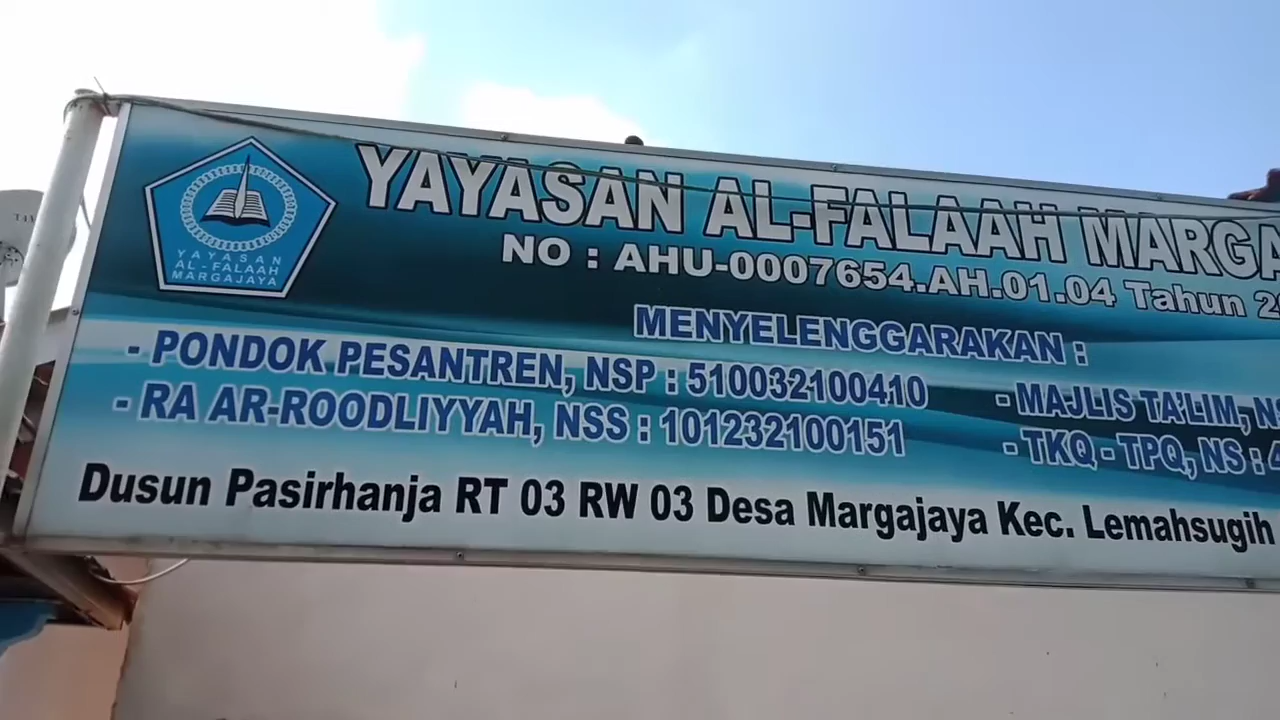 YAYASAN AL-FALAAH
NO : AHU-0007654.AH.01.04 Tahun
MENYELENGGARAKAN :
- PONDOK PESANTREN, NSP : 510032100410
- RA AR-ROODLIYYAH, NSS : 101232100151
- MAJLIS TA'LIM,
- TKQ - TPQ, NS :
Dusun Pasirhanja RT 03 RW 03 Desa Margajaya Kec. Lemahsugih
YAYASAN
AL-FALAAH
MARGAJAYA